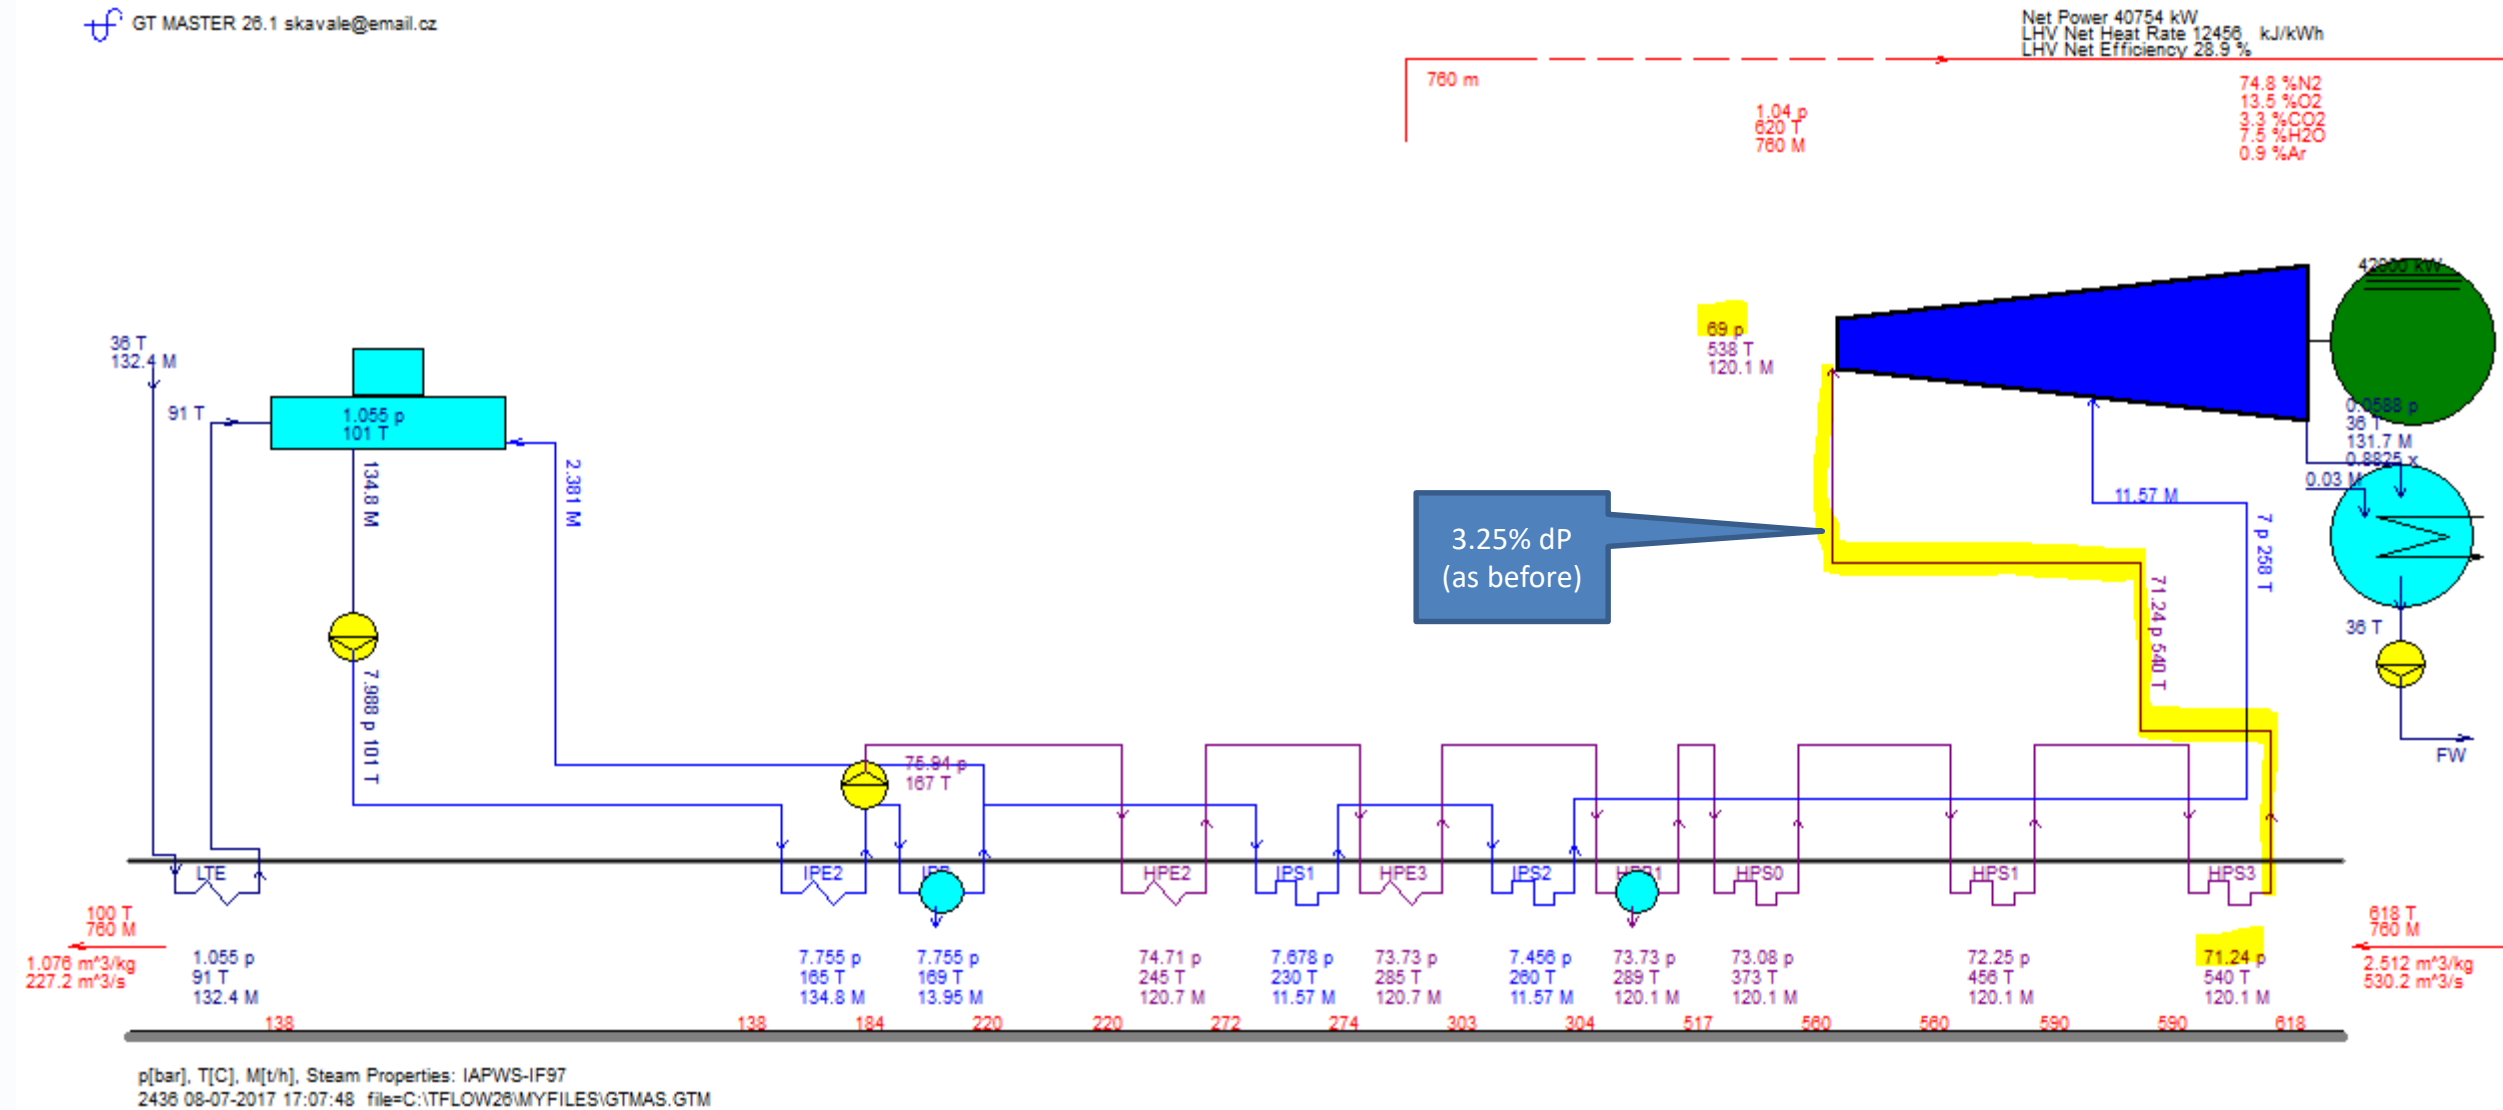 GT MASTER 26.1 skavale@email.cz
Net Power 40754 kW
LHV Net Heat Rate 12456 kJ/kWh
LHV Net Efficiency 28.9 %
760 m
1.04 p
620 T
760 M
74.8 %N2
13.5 %O2
3.3 %CO2
7.5 %H2O
0.9 %Ar
36 T
132.4 M
91 T
1.055 p
101 T
134.8 M
2.381 M
7.988 p 101 T
69 p
538 T
120.1 M
3.25% dP
(as before)
kW
0.0588 p
36 T
131.7 M
0.8825 x
0.03 M
11.57 M
7 p 258 T
71.24 p 540 T
36 T
FW
75.94 p
167 T
LTE
IPE2
HPE2
IPS1
HPE3
IPS2
HPS0
HPS1
HPS3
100 T
760 M
1.076 m^3/kg
227.2 m^3/s
1.055 p
91 T
132.4 M
7.755 p
165 T
134.8 M
7.755 p
169 T
13.95 M
74.71 p
245 T
120.7 M
7.678 p
230 T
11.57 M
73.73 p
285 T
120.7 M
7.456 p
260 T
11.57 M
73.73 p
289 T
120.1 M
73.08 p
373 T
120.1 M
72.25 p
456 T
120.1 M
71.24 p
540 T
120.1 M
618 T
760 M
2.512 m^3/kg
530.2 m^3/s
138 138 184 220 220 272 274 303 304 517 560 560 590 590 618
p[bar], T[C], M[t/h], Steam Properties: IAPWS-IF97
2436 08-07-2017 17:07:48 file=C:\TFLOW26\MYFILES\GTMAS.GTM